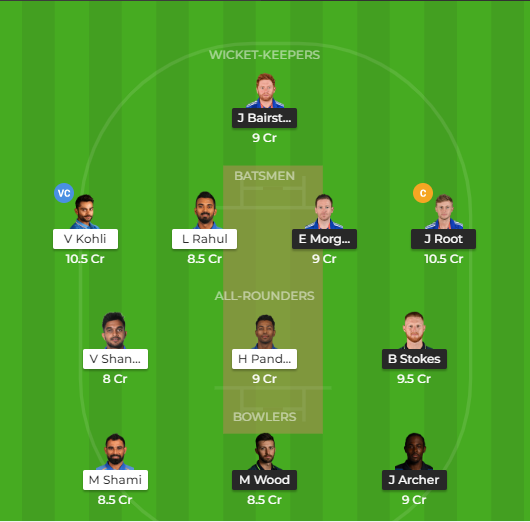 WICKET-KEEPERS
J Bairst...
9 Cr
BATSMEN
VC
C
V Kohli
L Rahul
E Morg...
J Root
10.5 Cr
8.5 Cr
9 Cr
10.5 Cr
ALL-ROUNDERS
V Shan...
H Pand...
B Stokes
8 Cr
9 Cr
9.5 Cr
BOWLERS
M Shami
M Wood
J Archer
8.5 Cr
8.5 Cr
9 Cr